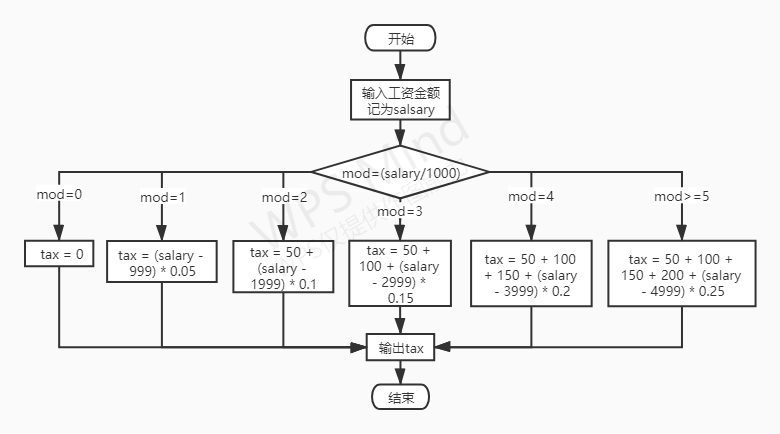 开始
输入工资金额
记为salsary
mod=(salary/1000)
mod=0
mod=1
mod=2
mod=3
mod=4
mod>=5
tax = 0
tax = (salary -
999) * 0.05
tax = 50 +
(salary -
1999) * 0.1
tax = 50 +
100 + (salary
- 2999) *
0.15
tax = 50 + 100
+ 150 + (salary
- 3999) * 0.2
tax = 50 + 100 +
150 + 200 + (salary
- 4999) * 0.25
输出tax
结束
WPS Mind